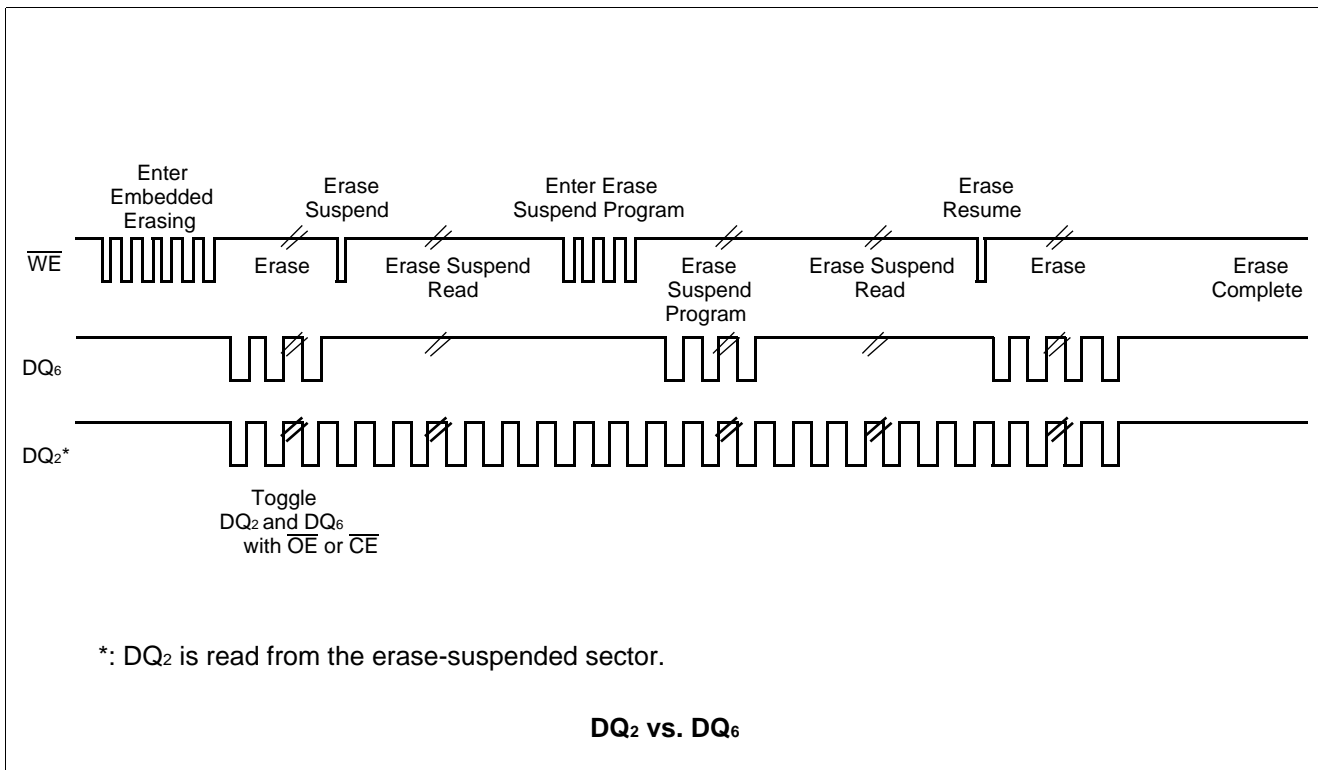 Enter
Embedded
Erasing
Erase
Suspend
Enter Erase
Suspend Program
Erase
Resume
WE
Erase
Erase Suspend
Read
Erase
Suspend
Program
Erase Suspend
Read
Erase
Erase
Complete
DQ6
DQ2*
Toggle
DQ2 and DQ6
with OE or CE
*: DQ2 is read from the erase-suspended sector.
DQ2 vs. DQ6